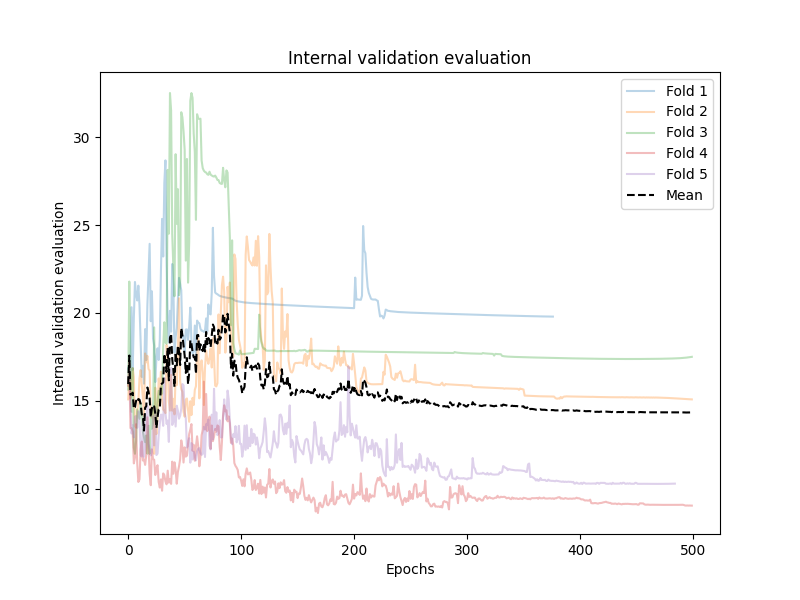 Internal validation evaluation
Fold 1
Fold 2
Fold 3
Fold 4
Fold 5
Mean
Internal validation evaluation
30
25
20
15
10
0 100 200 300 400 500
Epochs